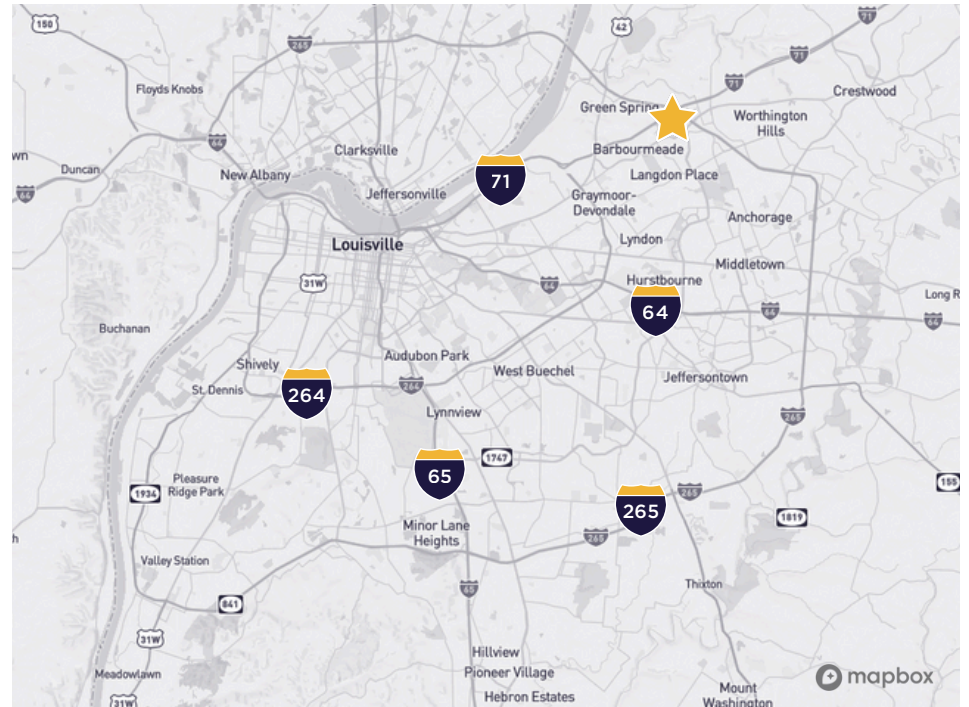 150
42
71
265
71
Floyds Knobs
71
Crestwood
Green Spring
Worthington
Hills
64
Clarksville
Barbourmeade
wn
Duncan
New Albany
71
Langdon Place
64
Jeffersonville
Graymoor-
Devondale
Anchorage
Louisville
Lyndon
Middletown
31W
64
Hurstbourne
Long R
64
64
64
Buchanan
Audubon Park
Shively
West Buechel
Jeffersontown
St. Dennis
264
264
Lynnview
265
1747
65
Pleasure
Ridge Park
1934
265
155
265
1819
Minor Lane
Heights
265
h
Valley Station
Thixton
65
841
31W
Hillview
Meadowlawn
Pioneer Village
mapbox
Hebron Estates
Mount
Washington
31W